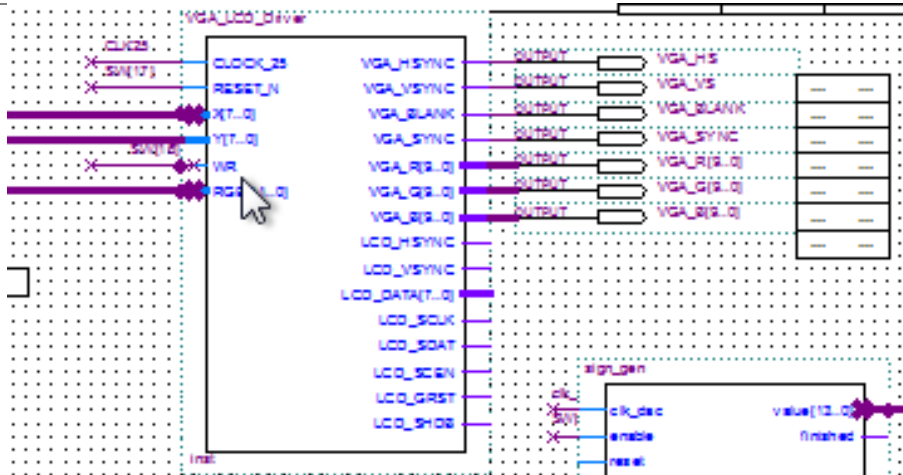 VGA_LCD_Driver
CLK25
CLOCK_25
SW[17]
RESET_N
X[7..0]
Y[7..0]
WR
VGA_HSYNC
VGA_VSYNC
VGA_BLANK
VGA_SYNC
VGA_R[9..0]
VGA_G[9..0]
VGA_B[9..0]
LCD_HSYNC
LCD_VSYNC
LCD_DATA[7..0]
LCD_SCLK
LCD_SDAT
LCD_SCEN
LCD_GRST
LCD_SHDB
inst
OUTPUT VGA_HS
OUTPUT VGA_VS
OUTPUT VGA_BLANK
OUTPUT VGA_SYNC
OUTPUT VGA_R[9..0]
OUTPUT VGA_G[9..0]
OUTPUT VGA_B[9..0]
sign_gen
clk_dac
enable
reset
value[12..0]
finished